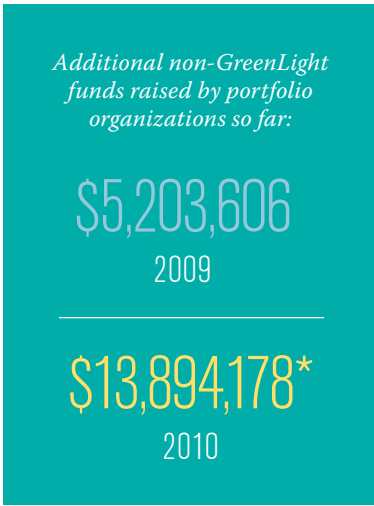 Additional non-GreenLight
funds raised by portfolio
organizations so far:
$5,203,606
2009
$13,894,178*
2010